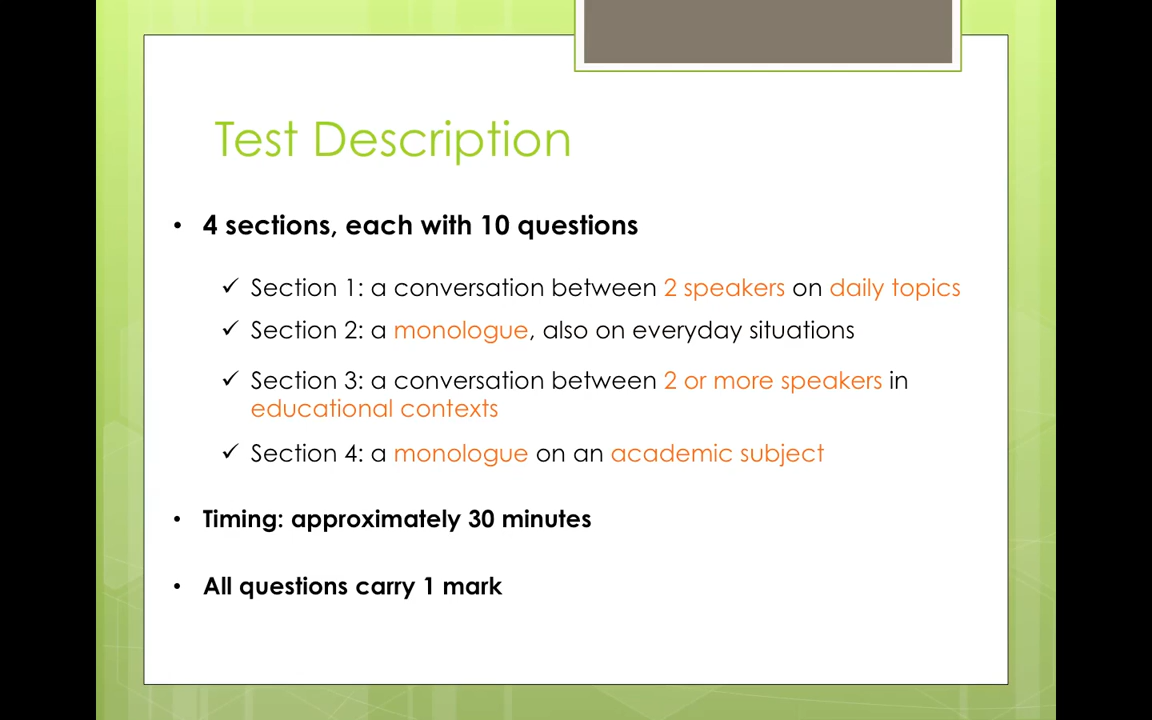 Test Description
• 4 sections, each with 10 questions
✓ Section 1: a conversation between 2 speakers on daily topics
✓ Section 2: a monologue, also on everyday situations
✓ Section 3: a conversation between 2 or more speakers in
educational contexts
✓ Section 4: a monologue on an academic subject
• Timing: approximately 30 minutes
• All questions carry 1 mark